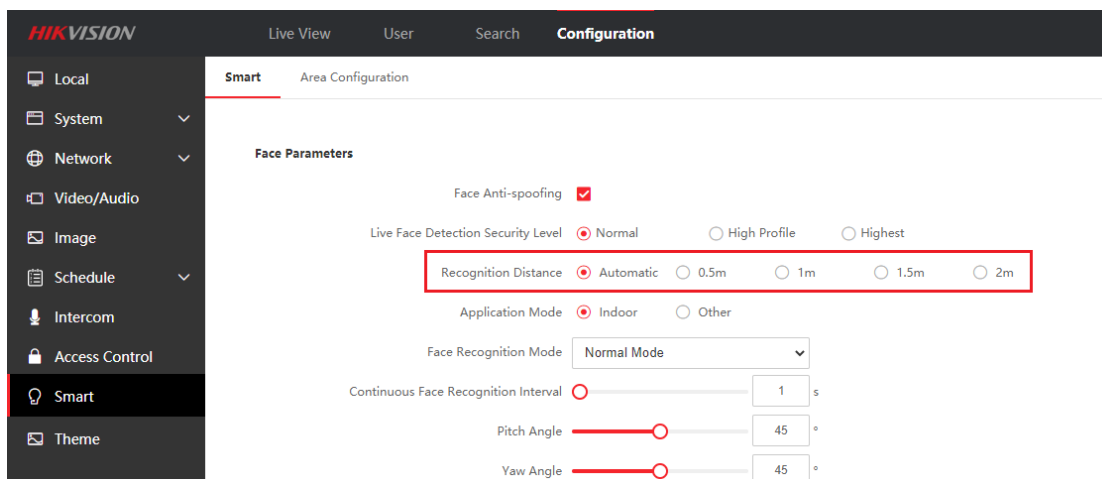 HIKVISION Live View User Search Configuration
Local
System
Network
Video/Audio
Image
Schedule
Intercom
Access Control
Smart
Theme
Smart Area Configuration
Face Parameters
Face Anti-spoofing
Live Face Detection Security Level Normal High Profile Highest
Recognition Distance Automatic 0.5m 1m 1.5m 2m
Application Mode Indoor Other
Face Recognition Mode Normal Mode
Continuous Face Recognition Interval 1 s
Pitch Angle 45 °
Yaw Angle 45 °